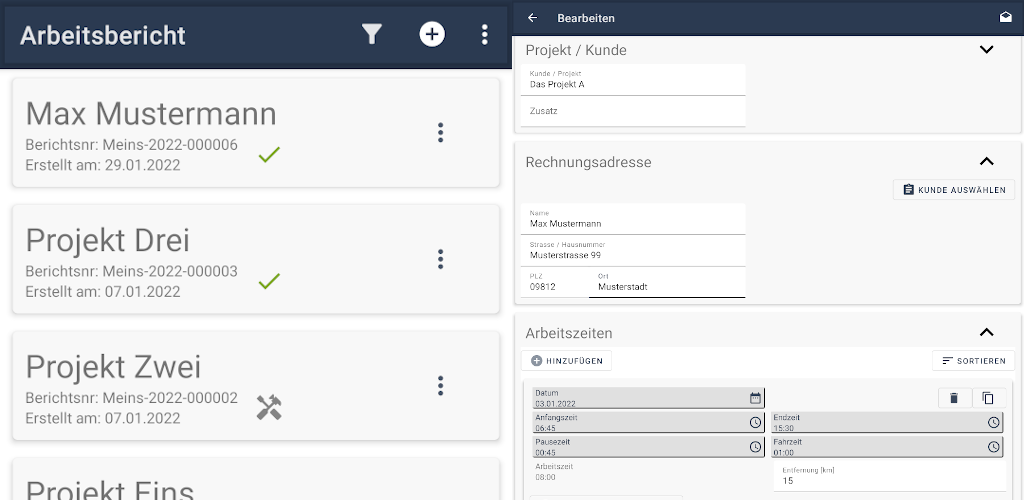 Arbeitsbericht
Max Mustermann
Berichtsnr: Meins-2022-000006
Erstellt am: 29.01.2022
Projekt Drei
Berichtsnr: Meins-2022-000003
Erstellt am: 07.01.2022
Projekt Zwei
Berichtsnr: Meins-2022-000002
Erstellt am: 07.01.2022
Projekt Eins
Bearbeiten
Projekt / Kunde
Kunde / Projekt
Das Projekt A
Zusatz
Rechnungsadresse
KUNDE AUSWÄHLEN
Name
Max Mustermann
Strasse / Hausnummer
Musterstrasse 99
PLZ Ort
09812 Musterstadt
Arbeitszeiten
HINZUFÜGEN SORTIEREN
Datum
03.01.2022
Anfangszeit Endzeit
06:45 15:30
Pausezeit Fahrzeit
00:45 01:00
Arbeitszeit Entfernung [km]
08:00 15